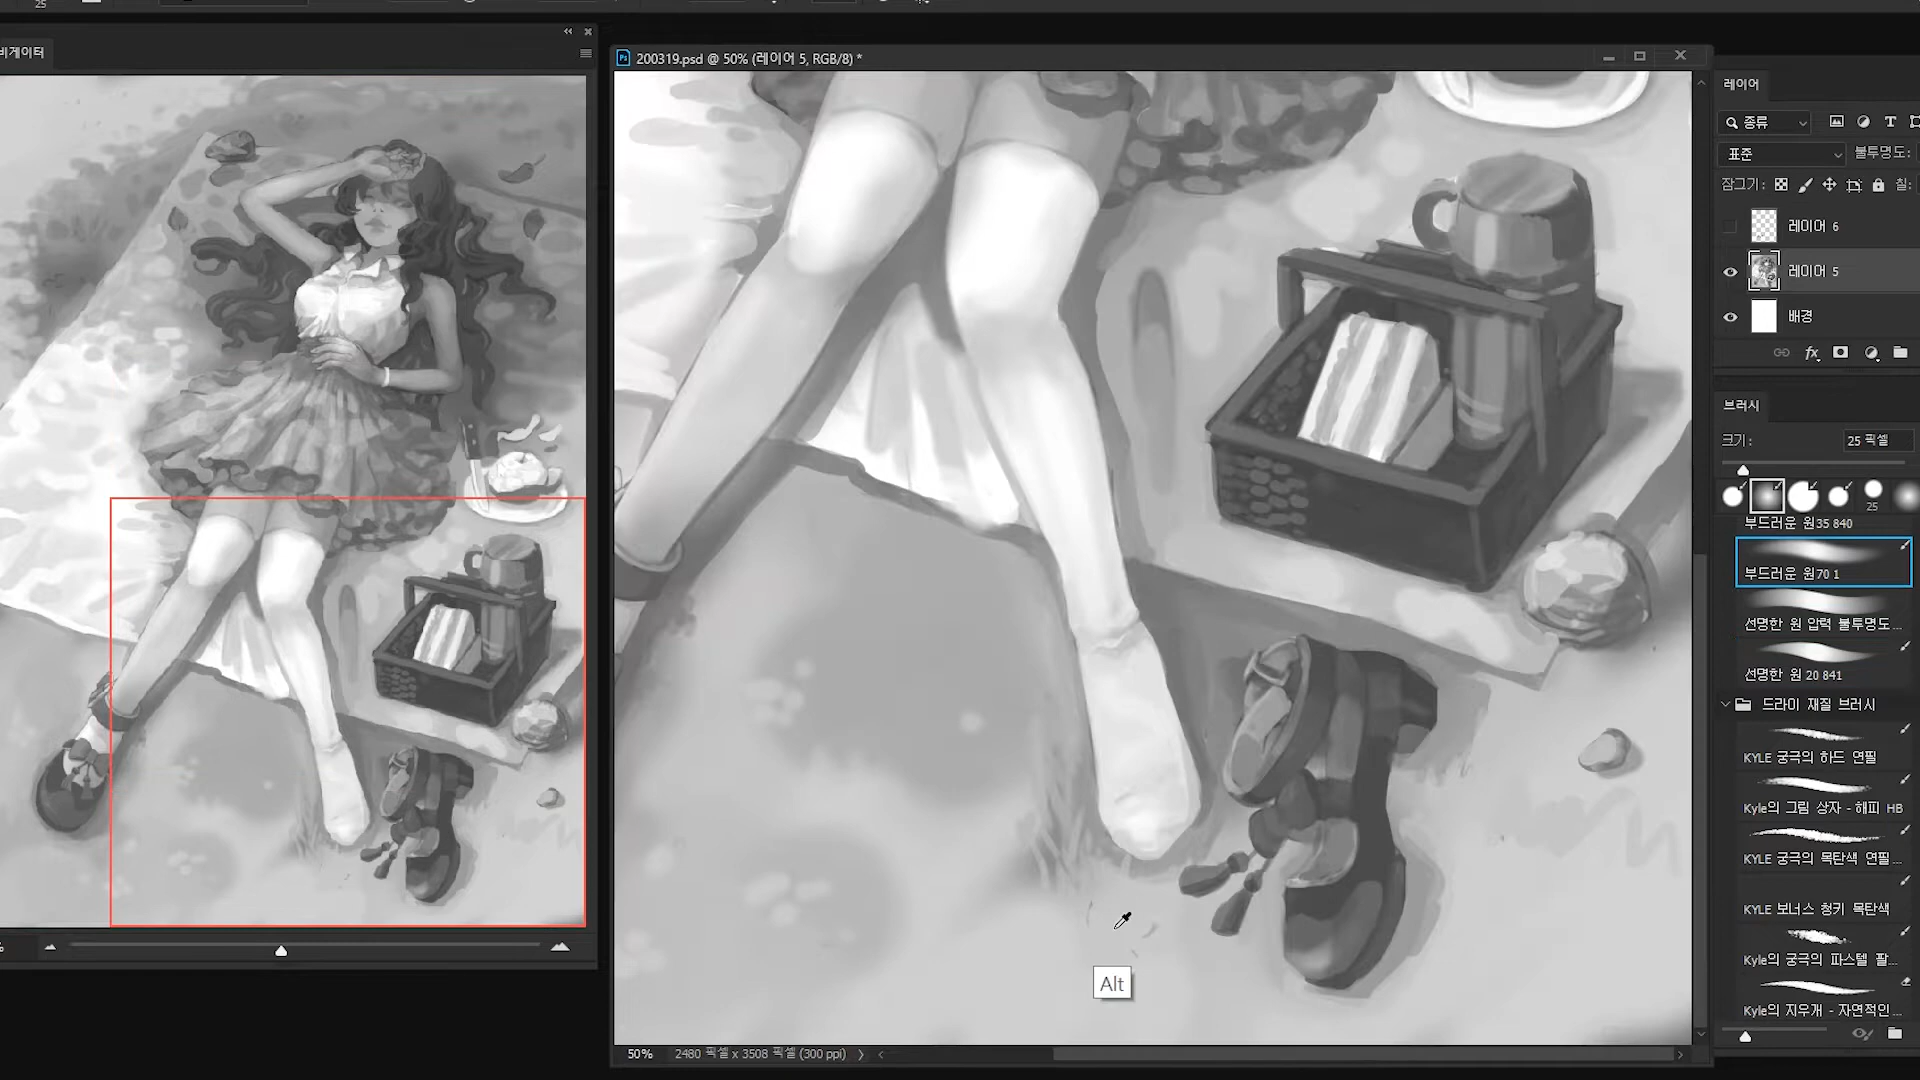 25
비게이터
200319.psd @ 50% (레이어 5, RGB/8) *
레이어
종류
표준
불투명도:
잠그기:
칠:
레이어 6
레이어 5
배경
fx
브러시
크기:
25 픽셀
25
부드러운 원35 840
부드러운 원70 1
선명한 원 압력 불투명도...
선명한 원 20 841
드라이 재질 브러시
KYLE 궁극의 하드 연필
Kyle의 그림 상자 - 해피 HB
KYLE 궁극의 목탄색 연필...
KYLE 보너스 청키 목탄색
Kyle의 궁극의 파스텔 팔...
Kyle의 지우개 - 자연적인...
Alt
50%
2480 픽셀 x 3508 픽셀 (300 ppi)